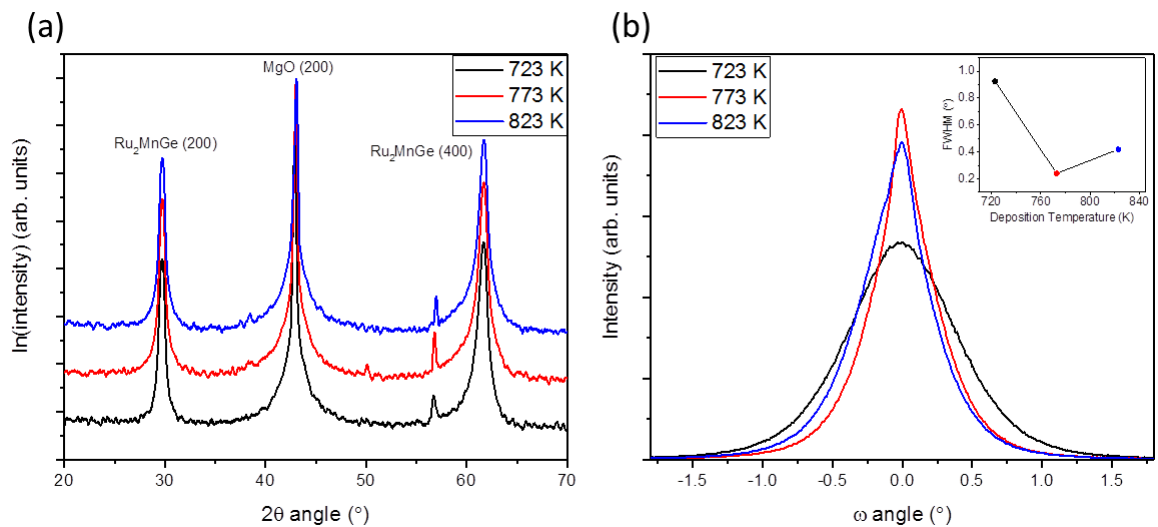 (a)
(b)
MgO (200)
723 K
773 K
823 K
Ru₂MnGe (200)
Ru₂MnGe (400)
ln(intensity) (arb. units)
20 30 40 50 60 70
2θ angle (°)
723 K
773 K
823 K
1.0
0.8
0.6
0.4
0.2
FWHM (°)
720 760 800 840
Deposition Temperature (K)
Intensity (arb. units)
-1.5 -1.0 -0.5 0.0 0.5 1.0 1.5
ω angle (°)